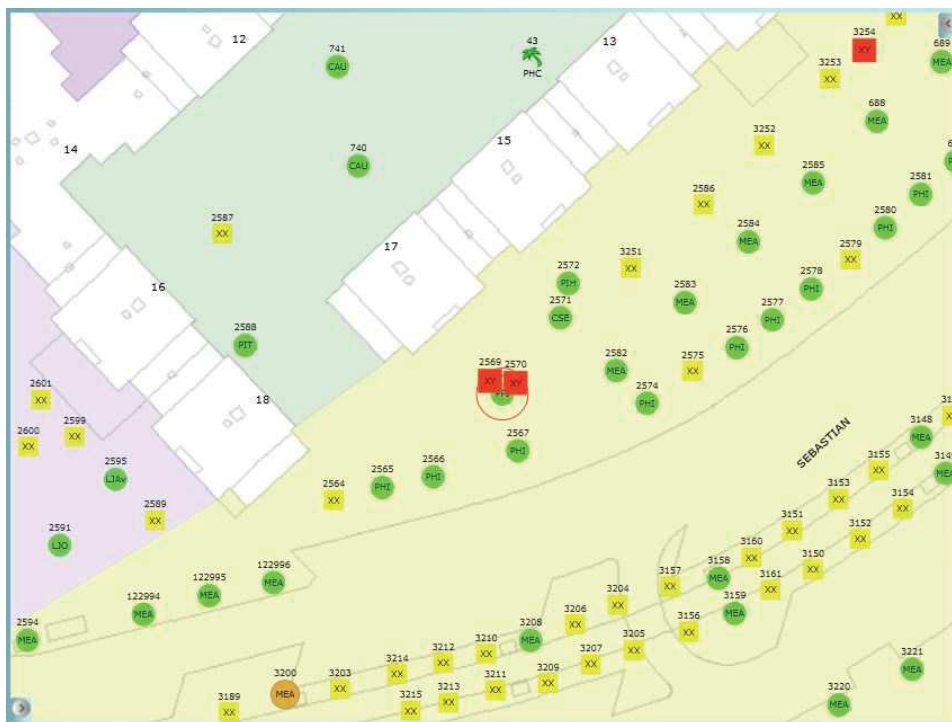 XX
3254
XY
12
741
CAU
43
PHC
13
3253
XX
689
MEA
688
MEA
14
15
740
CAU
3252
XX
2585
MEA
2581
PHI
2586
XX
2580
PHI
2587
XX
17
2584
MEA
2579
XX
3251
XX
2572
PIH
2578
PHI
16
2571
CSE
2583
MEA
2577
PHI
2588
PIT
2576
PHI
2569
XY
2570
XY
2582
MEA
2575
XX
2601
XX
18
2574
PHI
2600
XX
2599
XX
2567
PHI
SEBASTIAN
3148
MEA
XX
2595
LJAv
2566
PHI
2565
PHI
2564
XX
3155
XX
MEA
2589
XX
3153
XX
3154
XX
2591
LJO
3151
XX
3152
XX
3160
XX
3150
XX
122996
MEA
122995
MEA
122994
MEA
3158
MEA
3157
XX
3161
XX
3204
XX
3159
MEA
2594
MEA
3206
XX
3156
XX
3208
MEA
3205
XX
3210
XX
3207
XX
3212
XX
3214
XX
3209
XX
3221
MEA
3200
MEA
3203
XX
3211
XX
3213
XX
3215
XX
3189
XX
3220
MEA